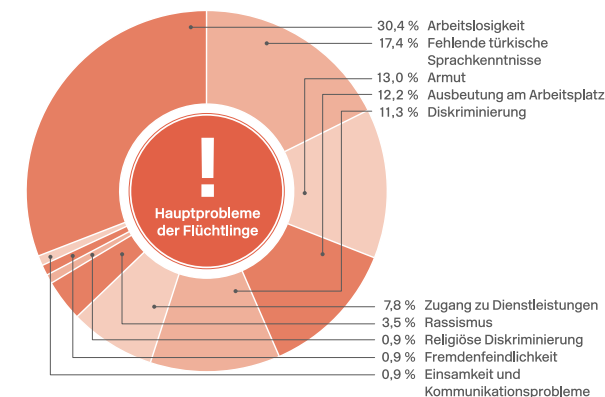 30,4 % Arbeitslosigkeit
17,4 % Fehlende türkische
Sprachkenntnisse
13,0 % Armut
12,2 % Ausbeutung am Arbeitsplatz
11,3 % Diskriminierung
!
Hauptprobleme
der Flüchtlinge
7,8 % Zugang zu Dienstleistungen
3,5 % Rassismus
0,9 % Religiöse Diskriminierung
0,9 % Fremdenfeindlichkeit
0,9 % Einsamkeit und
Kommunikationsprobleme